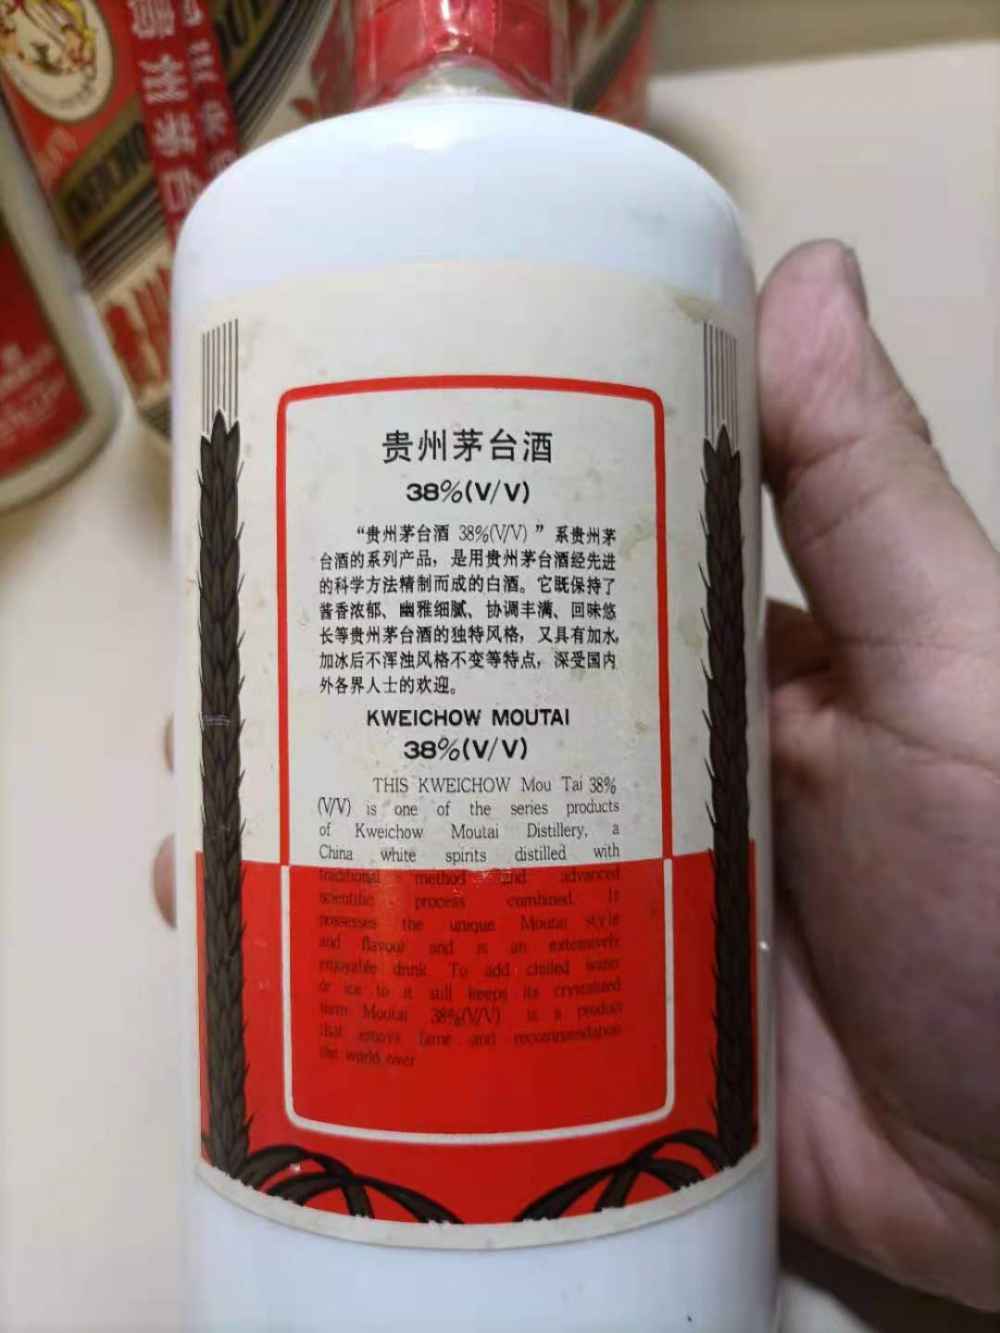 贵州茅台
贵州茅台酒
38%(V/V)
“贵州茅台酒 38%(V/V)”系贵州茅
台酒的系列产品，是用贵州茅台酒经先进
的科学方法精制而成的白酒。它既保持了
酱香浓郁、幽雅细腻、协调丰满、回味悠
长等贵州茅台酒的独特风格，又具有加水，
加冰后不浑浊风格不变等特点，深受国内
外各界人士的欢迎。
KWEICHOW MOUTAI
38%(V/V)
THIS KWEICHOW Mou Tai 38%
(V/V) is one of the series products
of Kweichow Moutai Distillery, a
China white spirits distilled with
traditional method and advanced
scientific process combined. It
possesses the unique Moutai style
and flavour and is an extensively
enjoyable drink To add chilled water
or ice to it still keeps its crystalized
form Moutai 38%(V/V) is a product
that enjoys fame and recommendation
the world over